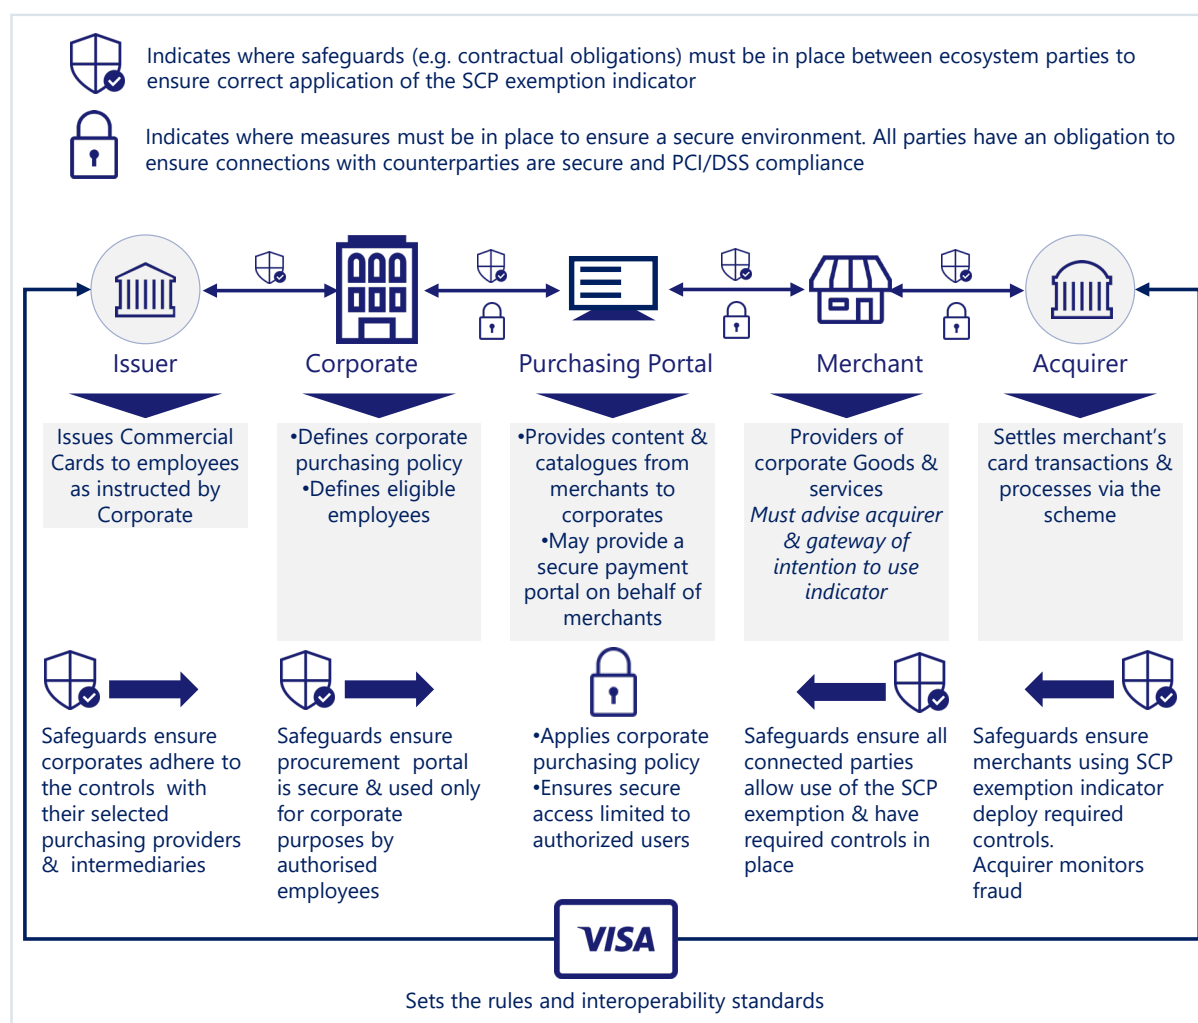 Indicates where safeguards (e.g. contractual obligations) must be in place between ecosystem parties to
ensure correct application of the SCP exemption indicator
Indicates where measures must be in place to ensure a secure environment. All parties have an obligation to
ensure connections with counterparties are secure and PCI/DSS compliance
Issuer
Corporate
Purchasing Portal
Merchant
Acquirer
Issues Commercial
Cards to employees
as instructed by
Corporate
•Defines corporate
purchasing policy
•Defines eligible
employees
•Provides content &
catalogues from
merchants to
corporates
•May provide a
secure payment
portal on behalf of
merchants
Providers of
corporate Goods &
services
Must advise acquirer
& gateway of
intention to use
indicator
Settles merchant's
card transactions &
processes via the
scheme
Safeguards ensure
corporates adhere to
the controls with
their selected
purchasing providers
& intermediaries
Safeguards ensure
procurement portal
is secure & used only
for corporate
purposes by
authorised
employees
•Applies corporate
purchasing policy
•Ensures secure
access limited to
authorized users
Safeguards ensure all
connected parties
allow use of the SCP
exemption & have
required controls in
place
Safeguards ensure
merchants using SCP
exemption indicator
deploy required
controls.
Acquirer monitors
fraud
VISA
Sets the rules and interoperability standards